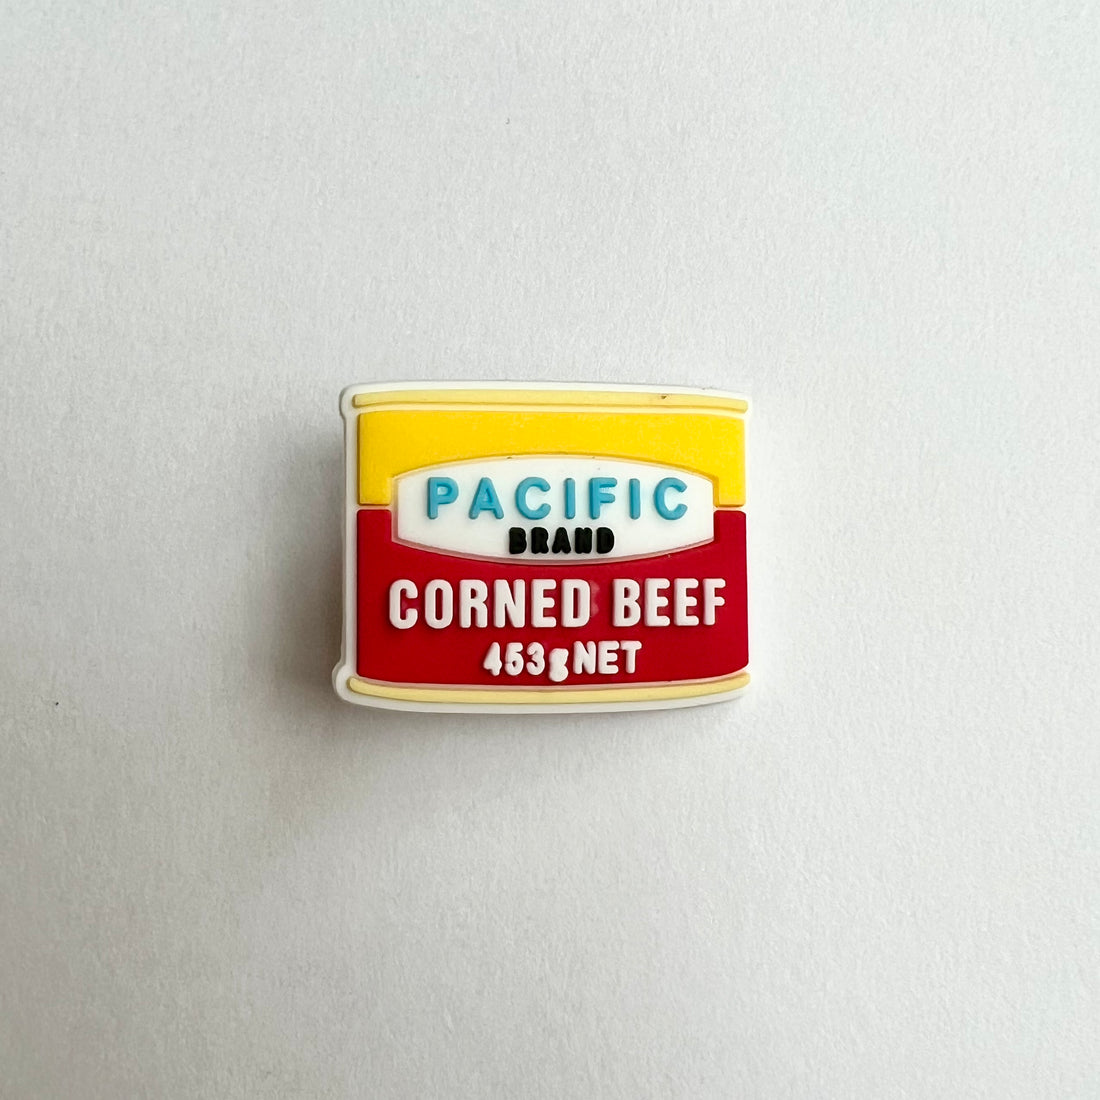 PACIFIC
BRAND
CORNED BEEF
453g NET